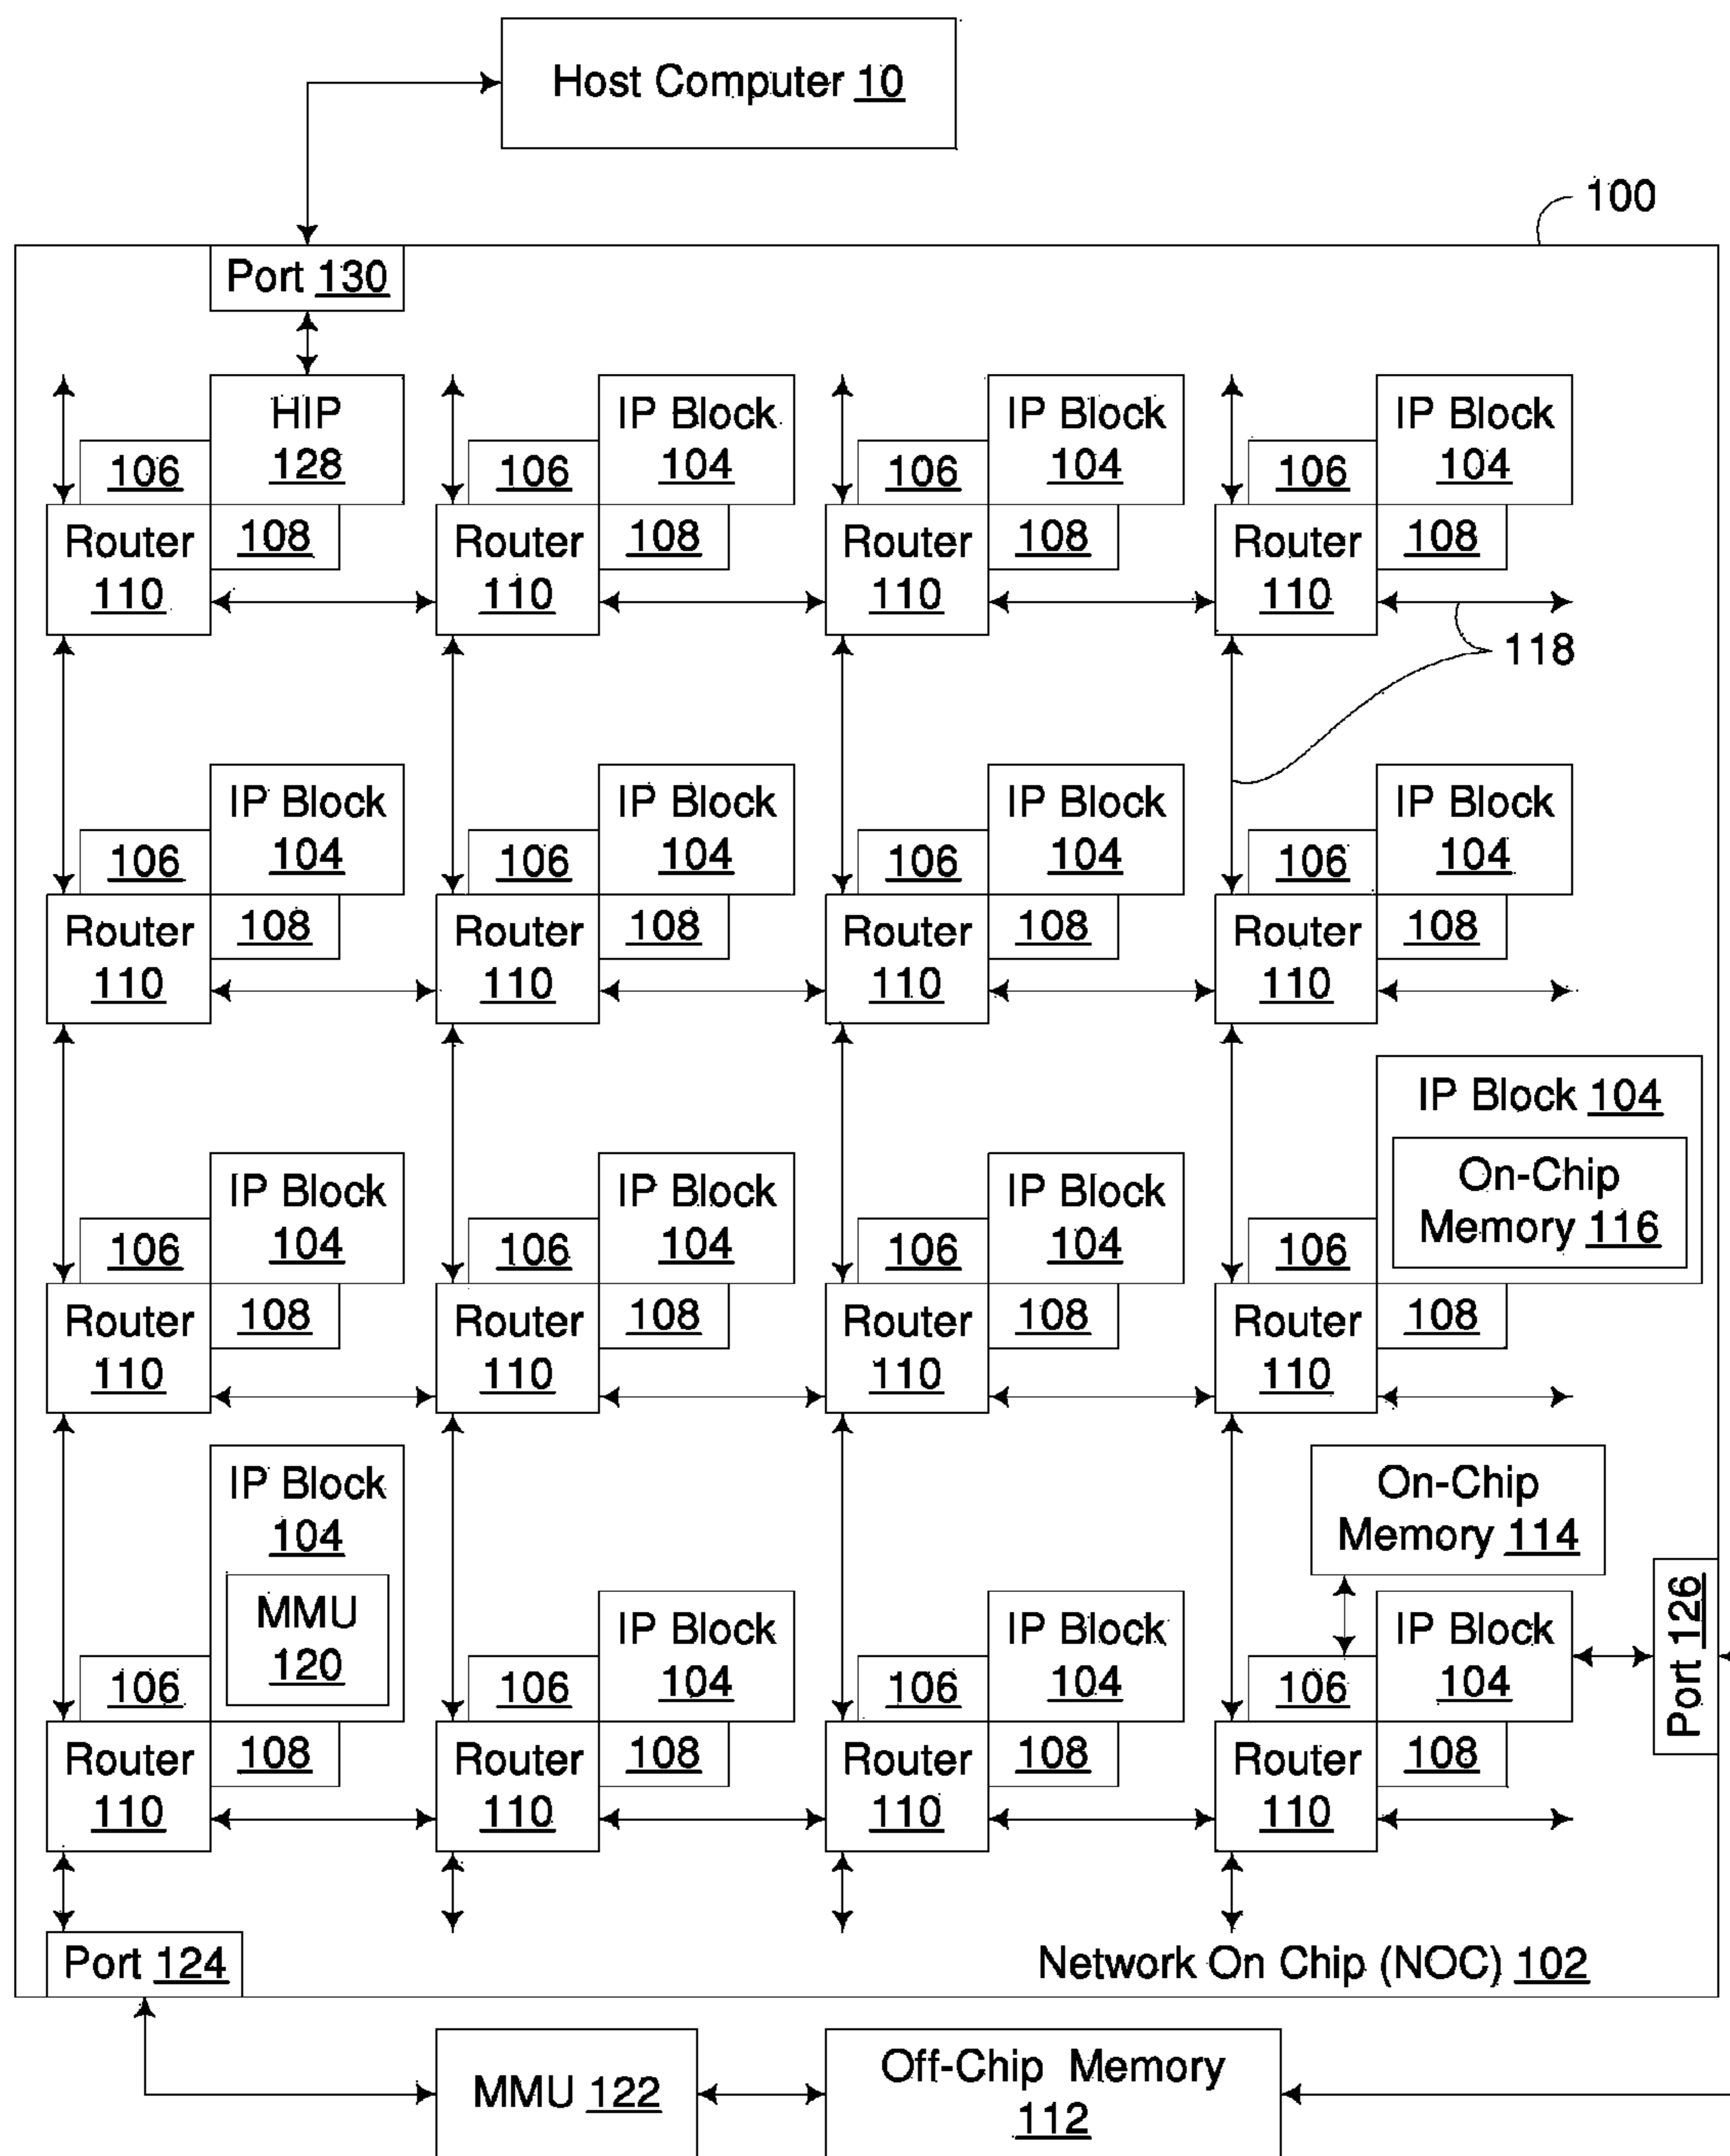 Host Computer 10
100
Port 130
HIP
128
106
Router
110
108
IP Block
104
106
Router
110
108
IP Block
104
106
Router
110
108
IP Block
104
106
Router
110
108
118
IP Block
104
106
Router
110
108
IP Block
104
106
Router
110
108
IP Block
104
106
Router
110
108
IP Block
104
106
Router
110
108
IP Block
104
106
Router
110
108
IP Block
104
106
Router
110
108
IP Block
104
106
Router
110
108
IP Block 104
On-Chip
Memory 116
106
Router
110
108
IP Block
104
MMU
120
106
Router
110
108
IP Block
104
106
Router
110
108
IP Block
104
106
Router
110
108
On-Chip
Memory 114
IP Block
104
106
Router
110
108
Port 126
Port 124
Network On Chip (NOC) 102
MMU 122
Off-Chip Memory
112